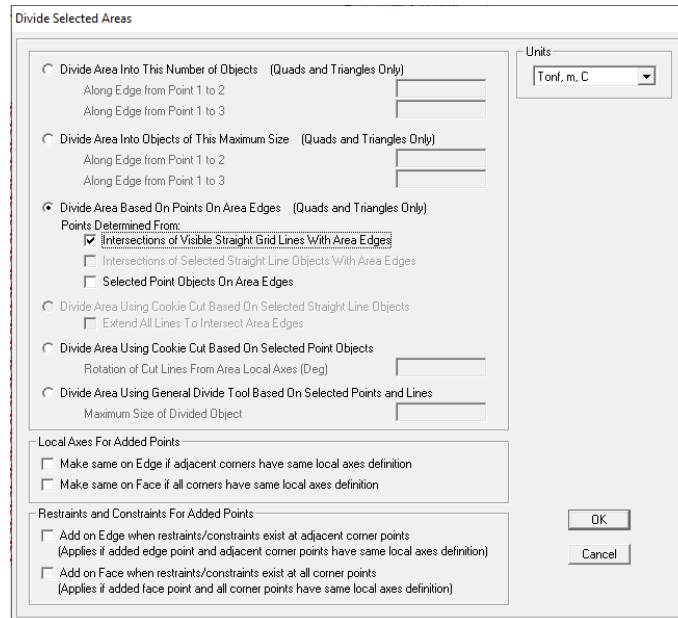 Divide Selected Areas
Units
Tonf, m, C
Divide Area Into This Number of Objects (Quads and Triangles Only)
Along Edge from Point 1 to 2
Along Edge from Point 1 to 3
Divide Area Into Objects of This Maximum Size (Quads and Triangles Only)
Along Edge from Point 1 to 2
Along Edge from Point 1 to 3
Divide Area Based On Points On Area Edges (Quads and Triangles Only)
Points Determined From:
Intersections of Visible Straight Grid Lines With Area Edges
Intersections of Selected Straight Line Objects With Area Edges
Selected Point Objects On Area Edges
Divide Area Using Cookie Cut Based On Selected Straight Line Objects
Extend All Lines To Intersect Area Edges
Divide Area Using Cookie Cut Based On Selected Point Objects
Rotation of Cut Lines From Area Local Axes (Deg)
Divide Area Using General Divide Tool Based On Selected Points and Lines
Maximum Size of Divided Object
Local Axes For Added Points
Make same on Edge if adjacent corners have same local axes definition
Make same on Face if all corners have same local axes definition
Restraints and Constraints For Added Points
Add on Edge when restraints/constraints exist at adjacent corner points
(Applies if added edge point and adjacent corner points have same local axes definition)
Add on Face when restraints/constraints exist at all corner points
(Applies if added face point and all corner points have same local axes definition)
OK
Cancel